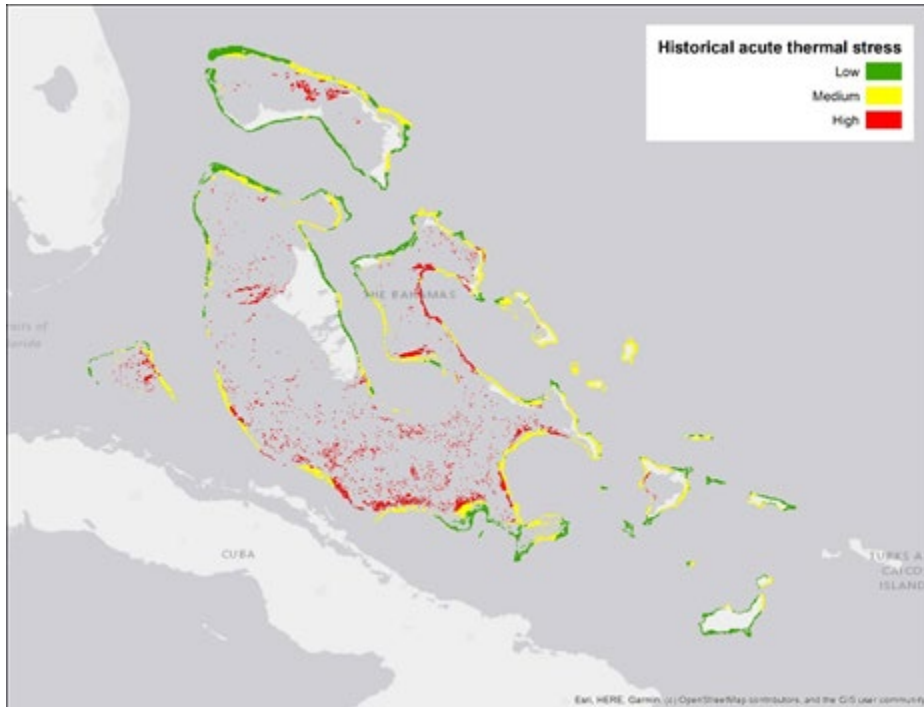 Historical acute thermal stress
Low
Medium
High
THE BAHAMAS
CUBA
TURKS A
CAICO
ISLAND
Esri, HERE, Garmin, (c) OpenStreetMap contributors, and the GIS user community